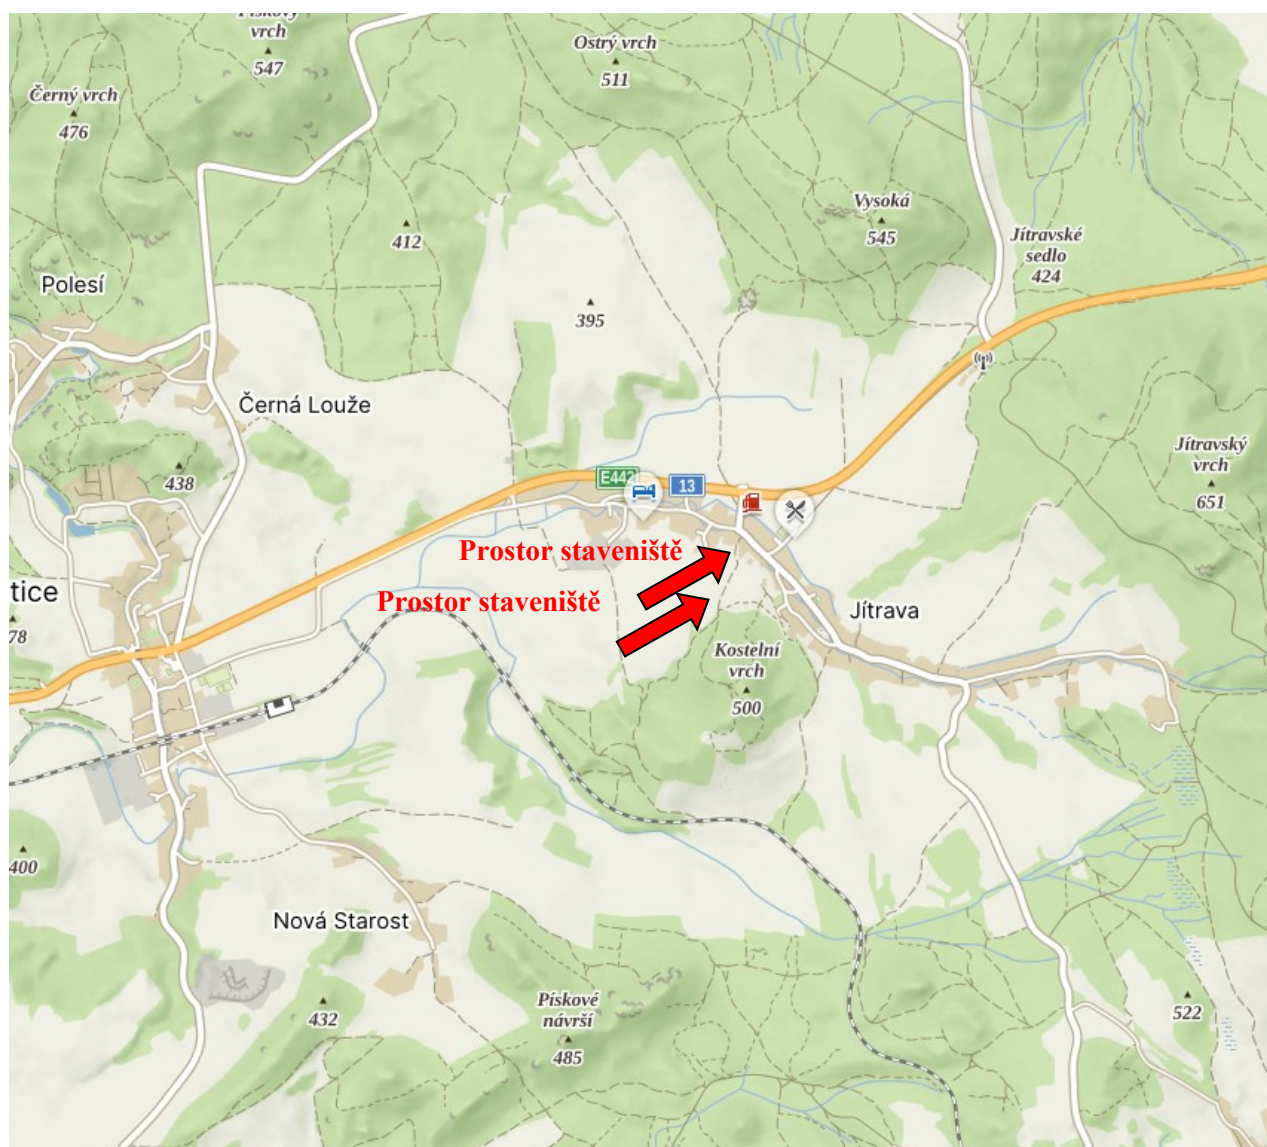 vrch
547
Ostrý vrch
511
Černý vrch
476
Vysoká
545
412
Jítravské
sedlo
424
Polesí
395
Černá Louže
Jítravský
vrch
651
438
E442
13
Prostor staveniště
Prostor staveniště
tice
78
Jítrava
Kostelní
vrch
500
400
Nová Starost
Pískové
návrší
485
432
522